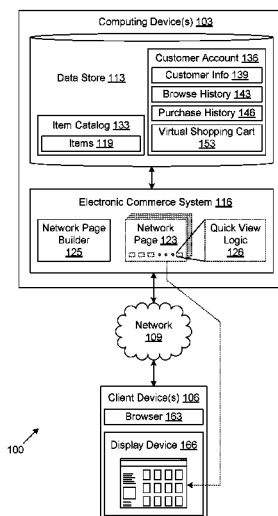 Computing Device(s) 103
Data Store 113
Customer Account 136
Customer Info 139
Browse History 143
Purchase History 146
Virtual Shopping Cart
153
Item Catalog 133
Items 119
Electronic Commerce System 116
Network Page
Builder
125
Network
Page 123
Quick View
Logic
126
Network
109
Client Device(s) 106
Browser 163
Display Device 166
100